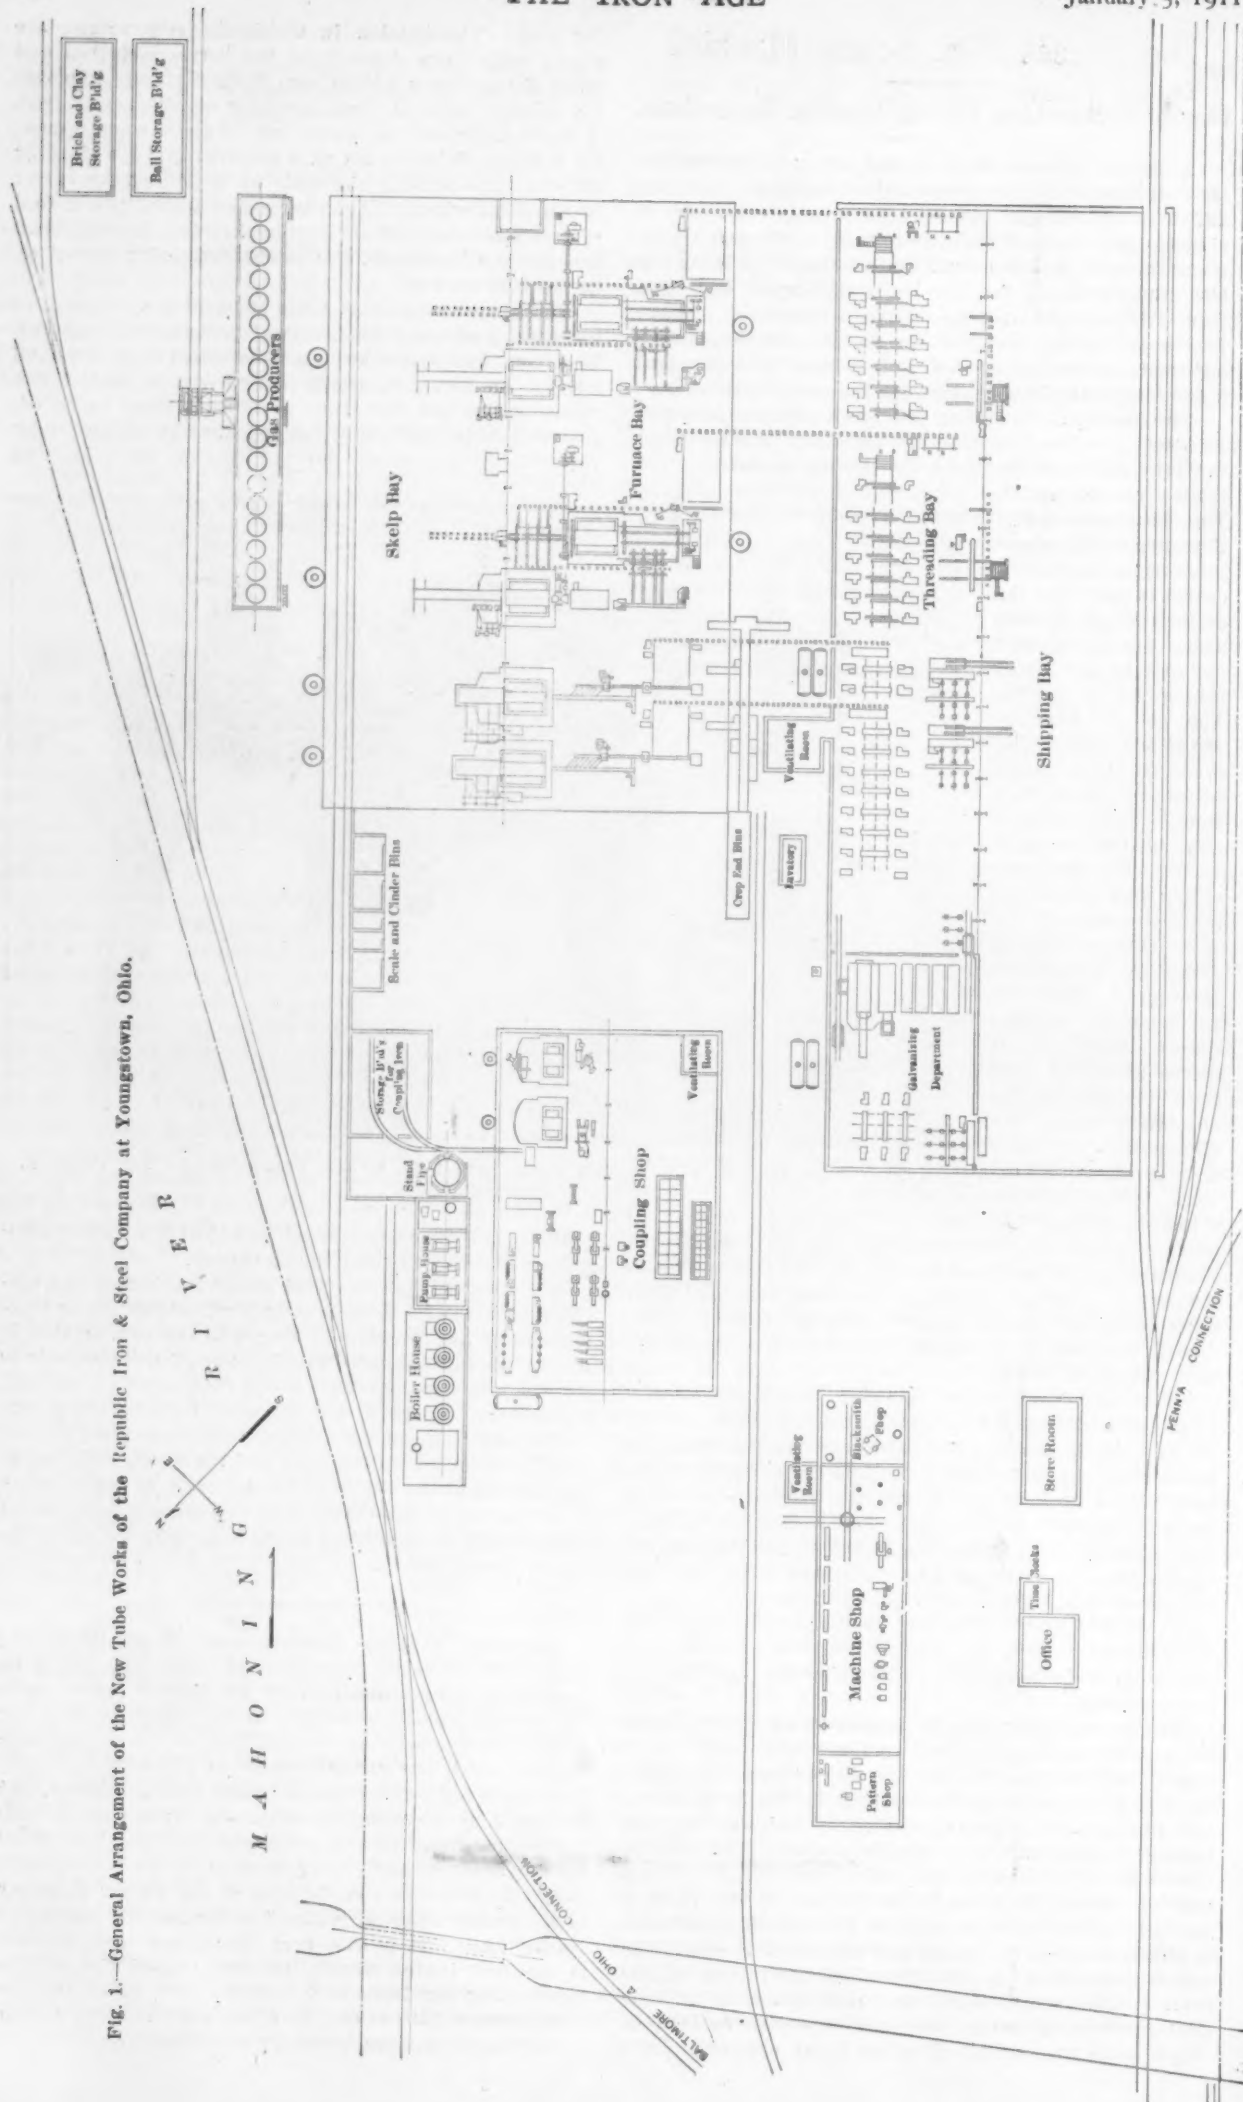 THE IRON AGE
January 5, 1911
Brick and Clay
Storage B'ld'g
Ball Storage B'ld'g
Gas Producers
Skelp Bay
Furnace Bay
Threading Bay
Shipping Bay
Ventilating
Room
Lavatory
Crop End Bins
Scale and Cinder Bins
Storage B'ld'g
for
Coupling Iron
Stand
Pipe
Pump House
Boiler House
Coupling Shop
Ventilating
Room
Galvanizing
Department
Ventilating
Room
Blacksmith
Shop
Machine Shop
Pattern
Shop
Store Room
Time Clocks
Office
PENN'A CONNECTION
BALTIMORE & OHIO CONNECTION
MAHONING RIVER
N
E
S
W
Fig. 1.—General Arrangement of the New Tube Works of the Republic Iron & Steel Company at Youngstown, Ohio.